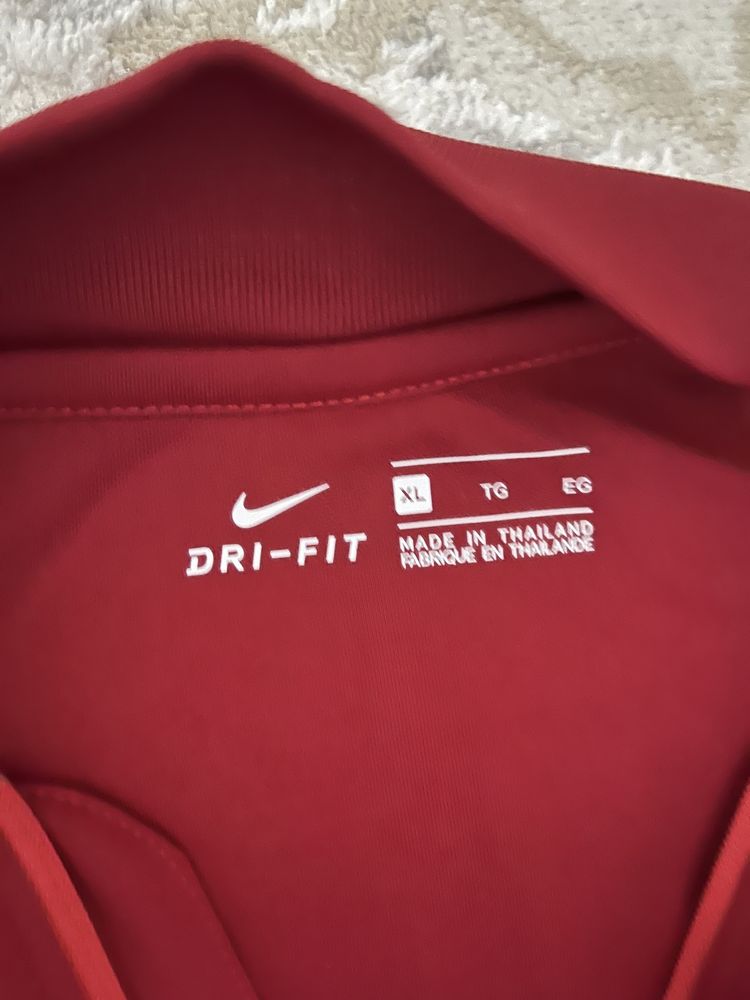 DRI-FIT
XL TG EG
MADE IN THAILAND
FABRIQUE EN THAILANDE